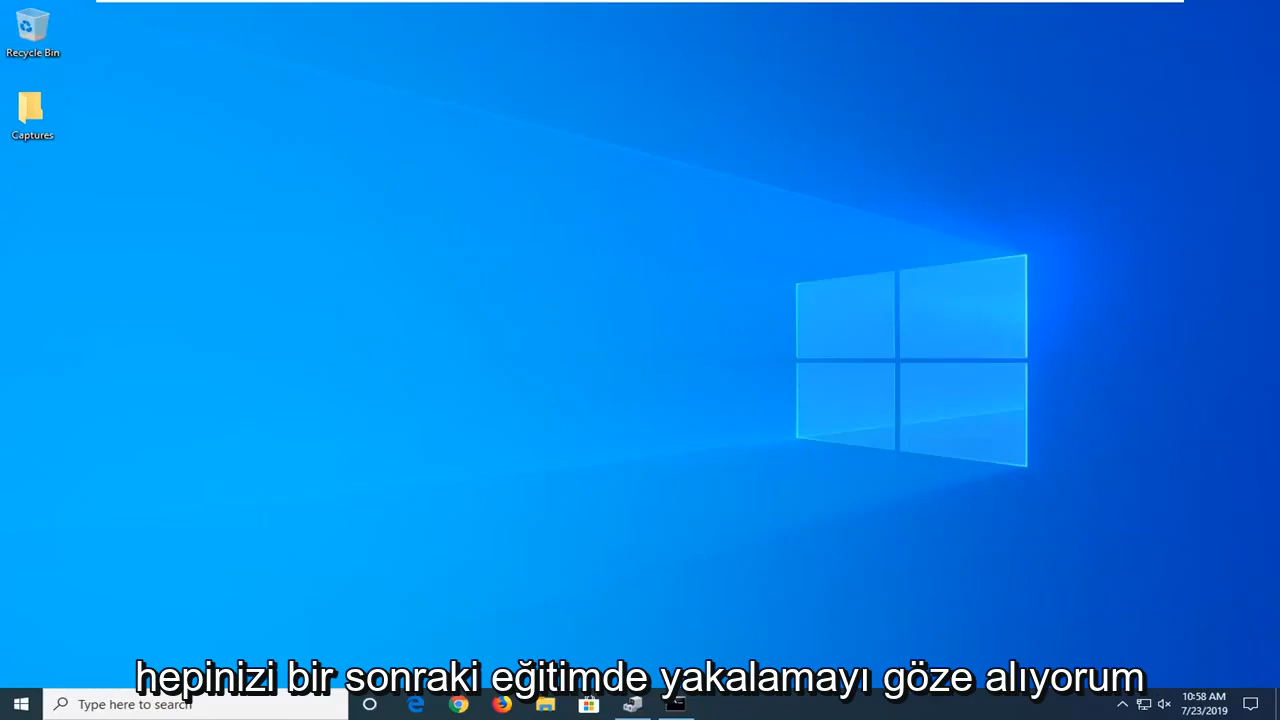 Recycle Bin
Captures
hepinizi bir sonraki eğitimde yakalamayı göze alıyorum
Type here to search
10:58 AM
7/23/2019